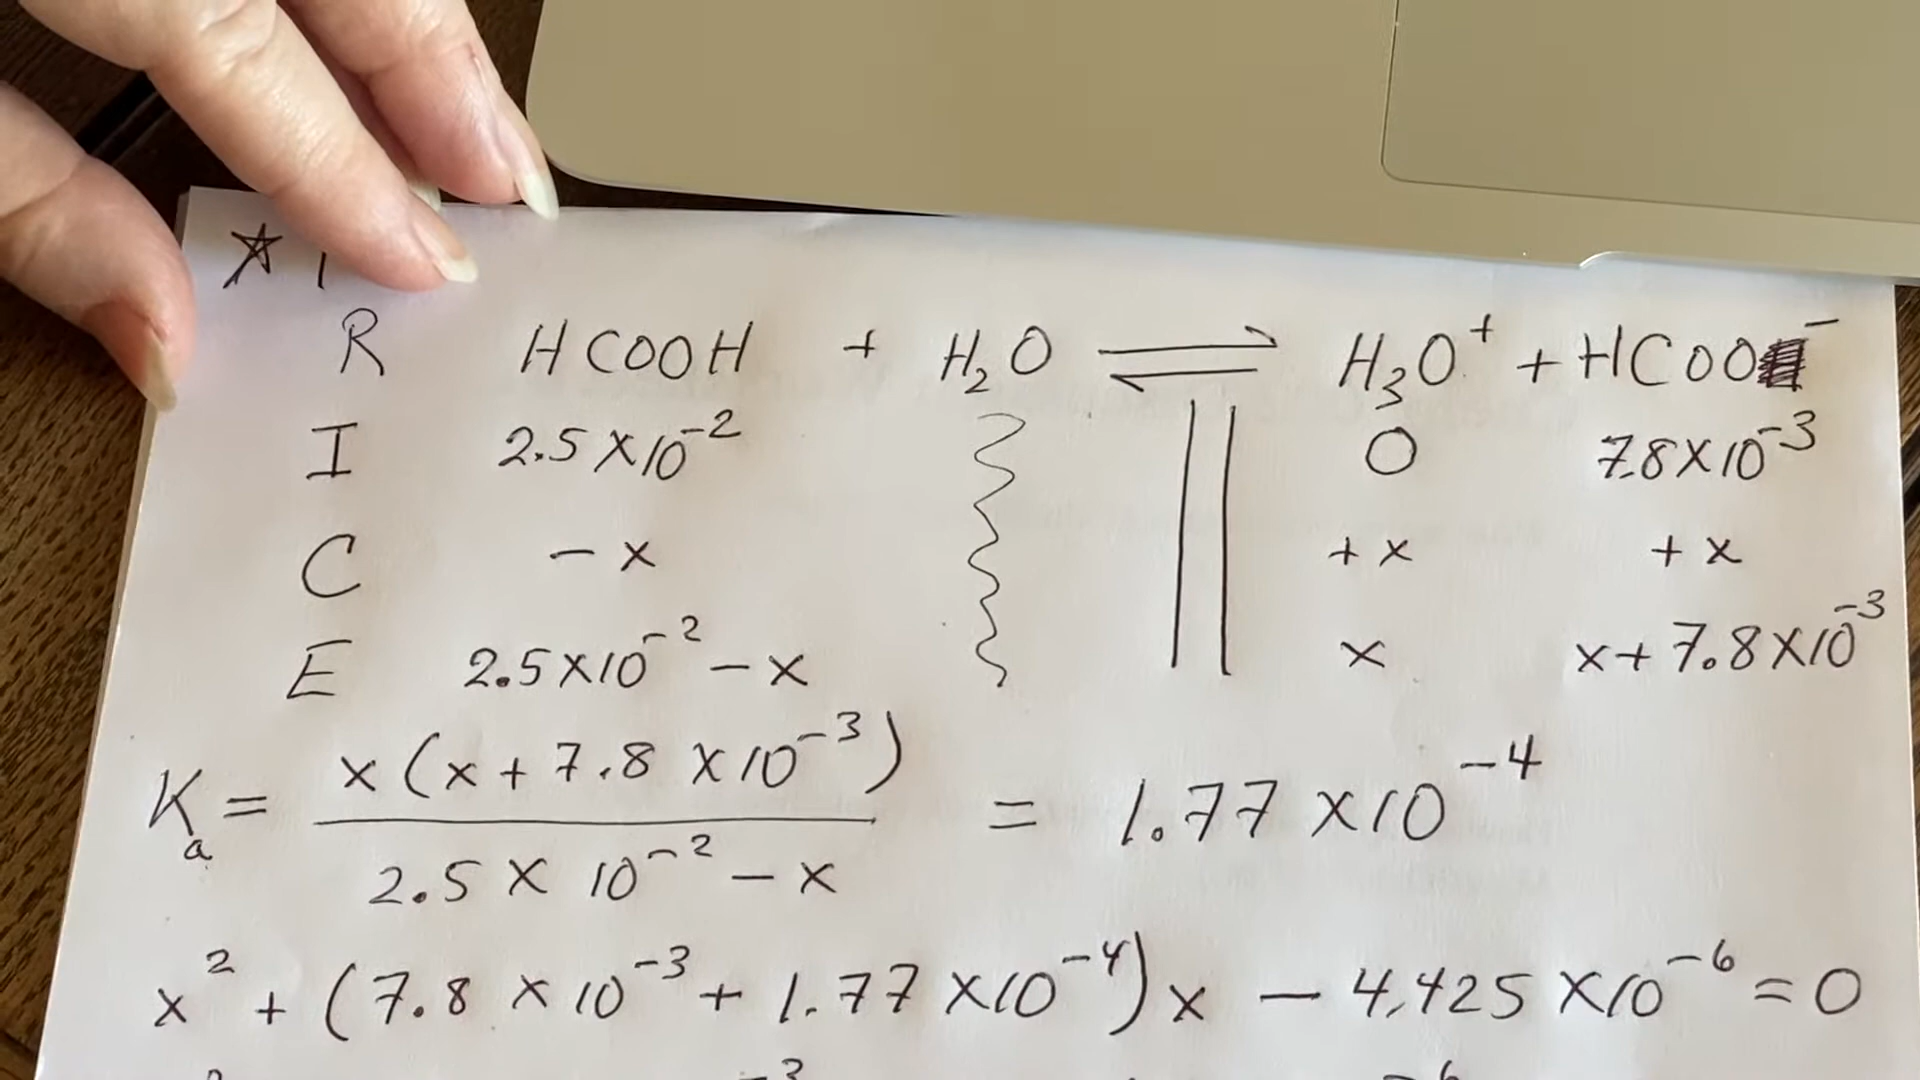 ☆ 1
R HCOOH + H₂O ⇌ H₃O⁺ + HCOO⁻
I 2.5 × 10⁻² 0 7.8 × 10⁻³
C - x + x + x
E 2.5 × 10⁻² - x x x + 7.8 × 10⁻³
Kₐ = x(x + 7.8 × 10⁻³) / 2.5 × 10⁻² - x = 1.77 × 10⁻⁴
x² + (7.8 × 10⁻³ + 1.77 × 10⁻⁴)x - 4.425 × 10⁻⁶ = 0